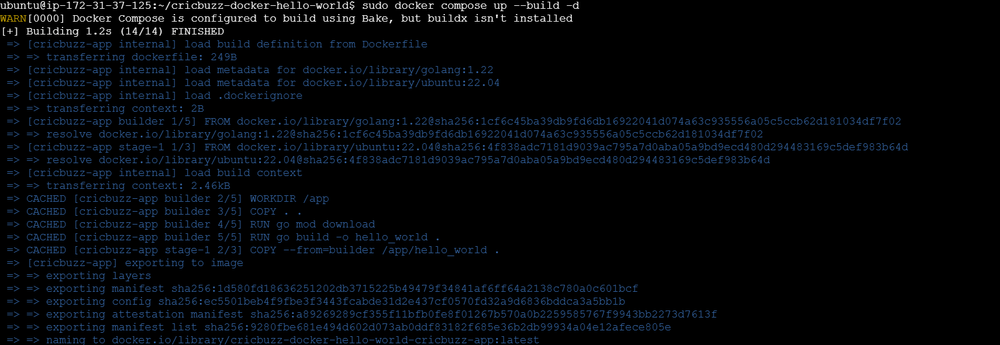 ubuntu@ip-172-31-37-125:~/cricbuzz-docker-hello-world$ sudo docker compose up --build -d
WARN[0000] Docker Compose is configured to build using Bake, but buildx isn't installed
[+] Building 1.2s (14/14) FINISHED
=> [cricbuzz-app internal] load build definition from Dockerfile
=> => transferring dockerfile: 249B
=> [cricbuzz-app internal] load metadata for docker.io/library/golang:1.22
=> [cricbuzz-app internal] load metadata for docker.io/library/ubuntu:22.04
=> [cricbuzz-app internal] load .dockerignore
=> => transferring context: 2B
=> [cricbuzz-app builder 1/5] FROM docker.io/library/golang:1.22@sha256:1cf6c45ba39db9fd6db16922041d074a63c935556a05c5ccb62d181034df7f02
=> => resolve docker.io/library/golang:1.22@sha256:1cf6c45ba39db9fd6db16922041d074a63c935556a05c5ccb62d181034df7f02
=> [cricbuzz-app stage-1 1/3] FROM docker.io/library/ubuntu:22.04@sha256:4f838adc7181d9039ac795a7d0aba05a9bd9ecd480d294483169c5def983b64d
=> => resolve docker.io/library/ubuntu:22.04@sha256:4f838adc7181d9039ac795a7d0aba05a9bd9ecd480d294483169c5def983b64d
=> [cricbuzz-app internal] load build context
=> => transferring context: 2.46kB
=> CACHED [cricbuzz-app builder 2/5] WORKDIR /app
=> CACHED [cricbuzz-app builder 3/5] COPY . .
=> CACHED [cricbuzz-app builder 4/5] RUN go mod download
=> CACHED [cricbuzz-app builder 5/5] RUN go build -o hello_world .
=> CACHED [cricbuzz-app stage-1 2/3] COPY --from=builder /app/hello_world .
=> [cricbuzz-app] exporting to image
=> => exporting layers
=> => exporting manifest sha256:1d580fd18636251202db3715225b49479f34841af6ff64a2138c780a0c601bcf
=> => exporting config sha256:ec5501beb4f9fbe3f3443fcabde31d2e437cf0570fd32a9d6836bddca3a5bb1b
=> => exporting attestation manifest sha256:a89269289cf355f11bfb0fe8f01267b570a0b2259585767f9943bb2273d7613f
=> => exporting manifest list sha256:9280fbe681e494d602d073ab0ddf83182f685e36b2db99934a04e12afece805e
=> => naming to docker.io/library/cricbuzz-docker-hello-world-cricbuzz-app:latest